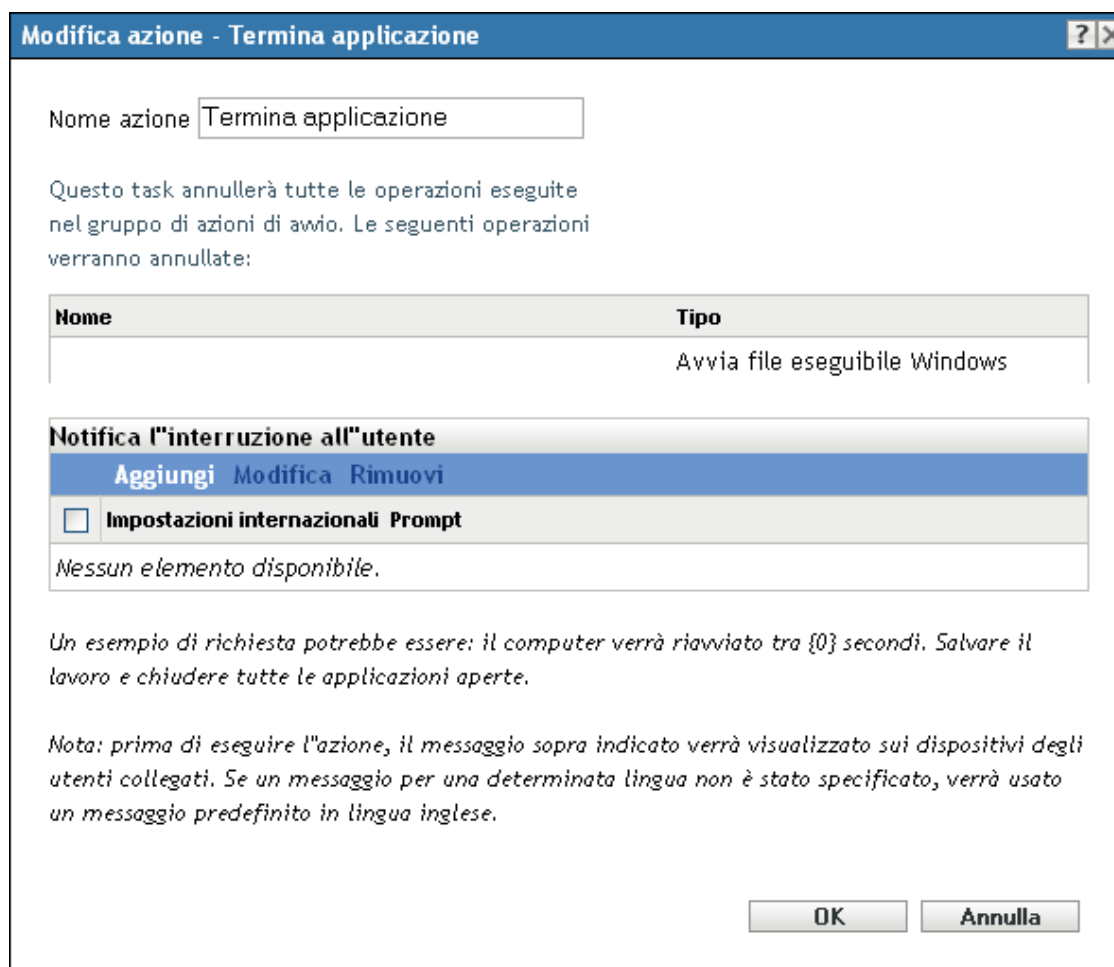 Modifica azione - Termina applicazione ? X
Nome azione Termina applicazione
Questo task annullerà tutte le operazioni eseguite
nel gruppo di azioni di avvio. Le seguenti operazioni
verranno annullate:
Nome Tipo
Avvia file eseguibile Windows
Notifica l"interruzione all"utente
Aggiungi Modifica Rimuovi
Impostazioni internazionali Prompt
Nessun elemento disponibile.
Un esempio di richiesta potrebbe essere: il computer verrà riavviato tra {0} secondi. Salvare il
lavoro e chiudere tutte le applicazioni aperte.
Nota: prima di eseguire l"azione, il messaggio sopra indicato verrà visualizzato sui dispositivi degli
utenti collegati. Se un messaggio per una determinata lingua non è stato specificato, verrà usato
un messaggio predefinito in lingua inglese.
OK Annulla